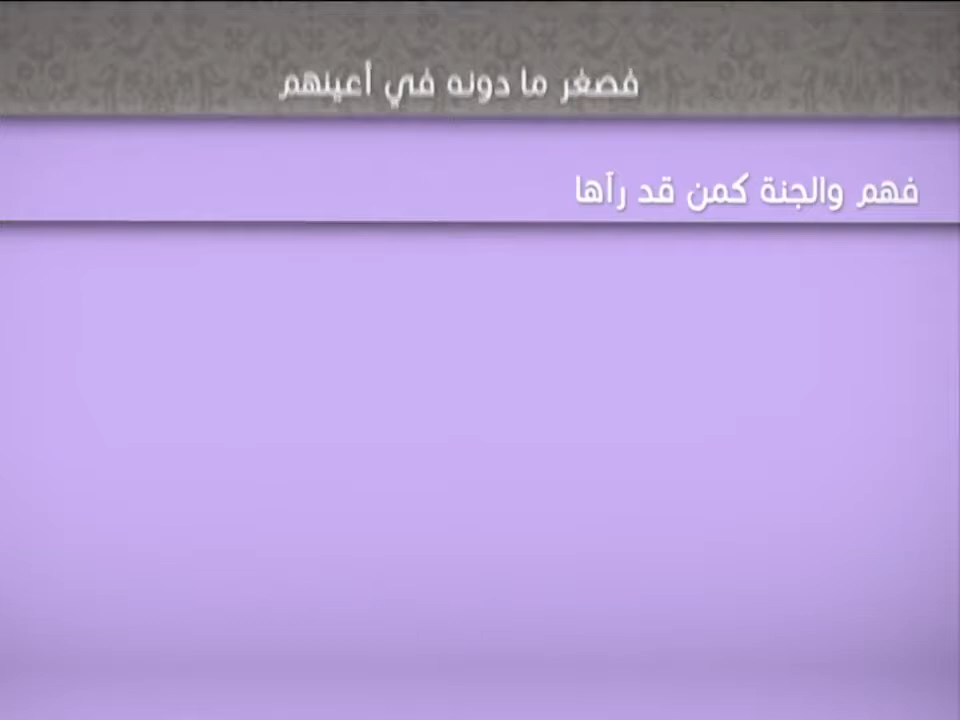 فصغر ما دونه في أعينهم
فهم والجنة كمن قد رآها